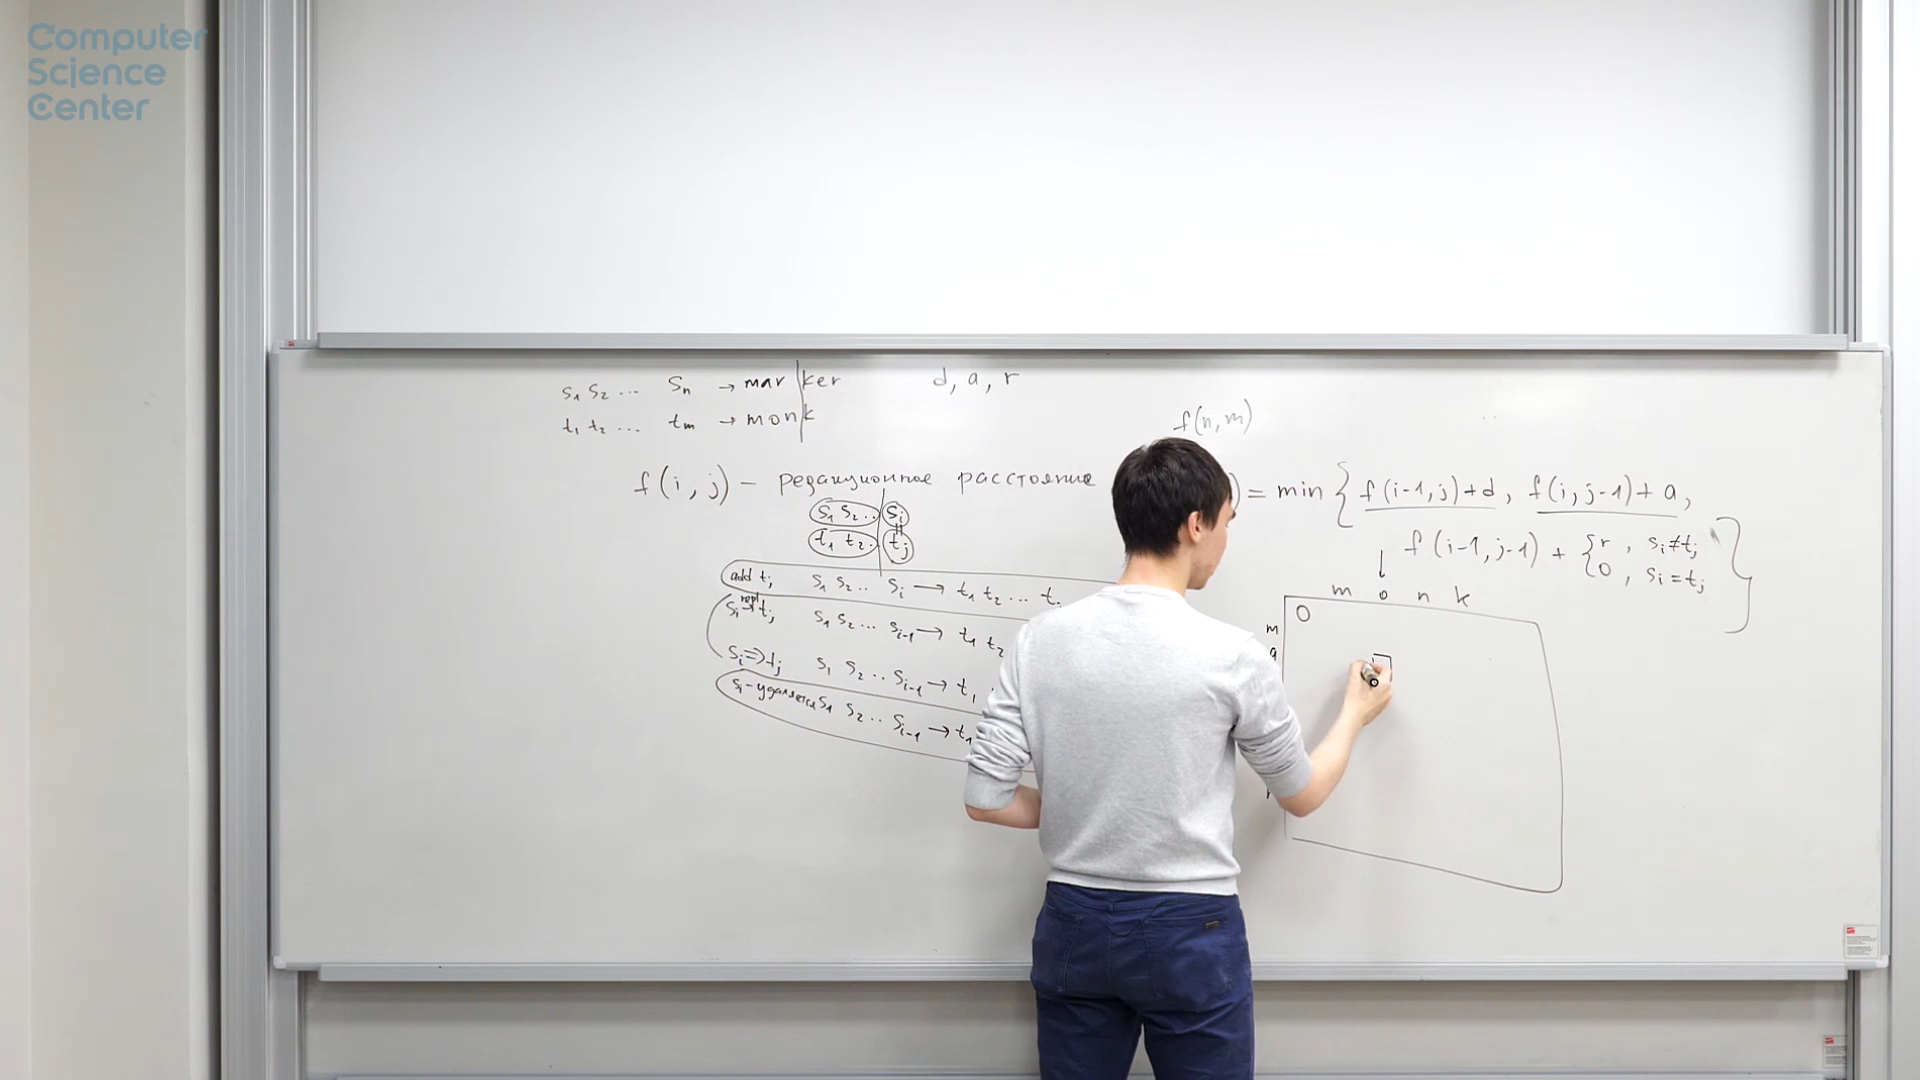 Computer
Science
Center
s₁ s₂ ... sₙ → mar|ker d, a, r
t₁ t₂ ... tₘ → mon|k
f(n,m)
f(i,j) – редакционное расстояние
) = min { f(i-1,j)+d, f(i,j-1)+a,
f(i-1,j-1) + { r, sᵢ≠tⱼ
0, sᵢ=tⱼ }
s₁ s₂.. sᵢ
t₁ t₂.. tⱼ
add tⱼ s₁ s₂.. sᵢ → t₁ t₂ ...
repl
sᵢ → tⱼ s₁ s₂... sᵢ₋₁ → t₁ t₂
sᵢ => tⱼ s₁ s₂.. sᵢ₋₁ → t₁
sᵢ - удаляется s₁ s₂.. sᵢ₋₁ → t₁
↓
m o n k
0
m
a
r